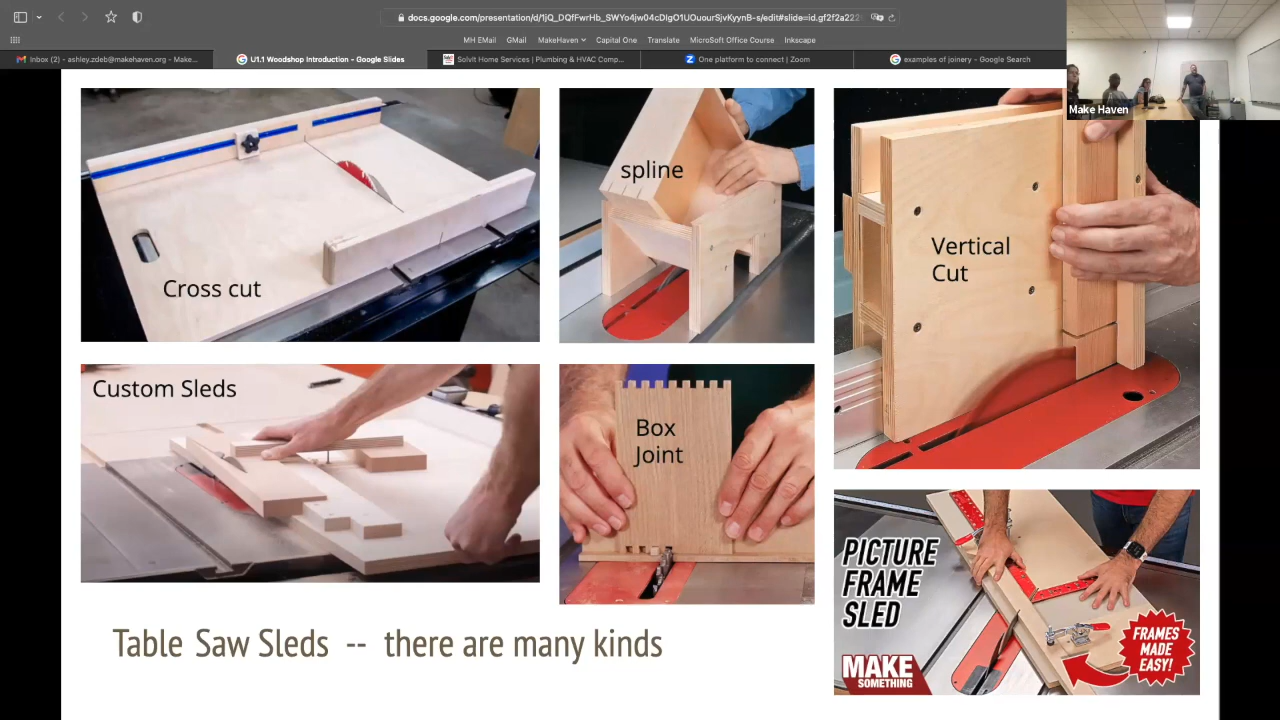 docs.google.com/presentation/d/1jQ_DQfFwrHb_SWYo4jw04cDIgO1UOuourSjvKyynB-s/edit#slide=id.gf2f2a222
MH EMail GMail MakeHaven Capital One Translate MicroSoft Office Course Inkscape
Inbox (2) - ashley.zdeb@makehaven.org - Make... U1.1 Woodshop Introduction - Google Slides Solvit Home Services | Plumbing & HVAC Comp... One platform to connect | Zoom examples of joinery - Google Search
Make Haven
Cross cut
spline
Vertical
Cut
Custom Sleds
Box
Joint
PICTURE
FRAME
SLED
MAKE
SOMETHING
FRAMES
MADE
EASY!
Table Saw Sleds -- there are many kinds